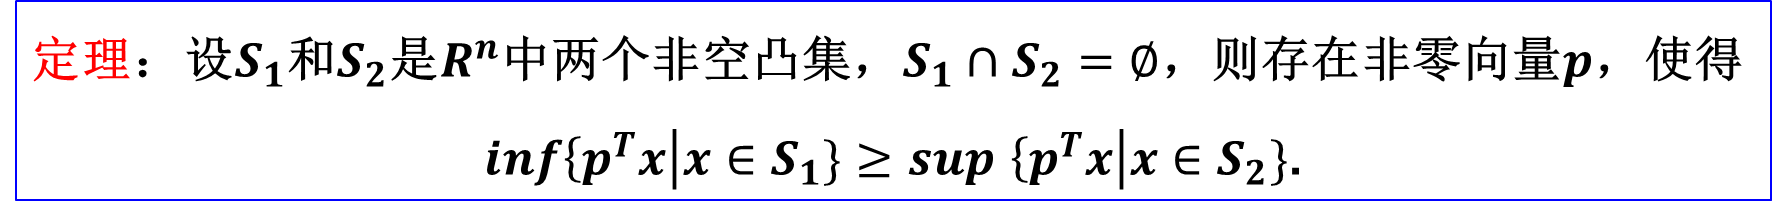 定理：设S₁和S₂是Rⁿ中两个非空凸集，S₁ ∩ S₂ = ∅，则存在非零向量p，使得
inf{pᵀx|x ∈ S₁} ≥ sup {pᵀx|x ∈ S₂}.